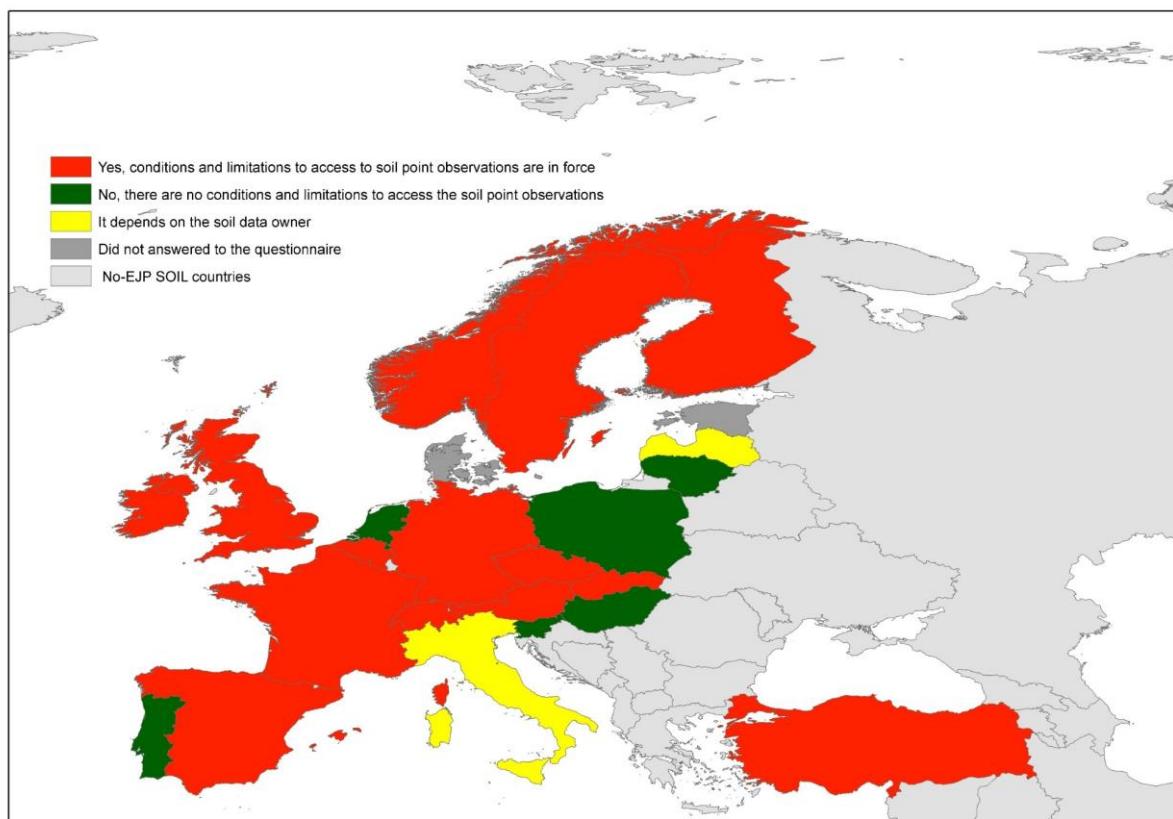 Yes, conditions and limitations to access to soil point observations are in force
No, there are no conditions and limitations to access the soil point observations
It depends on the soil data owner
Did not answered to the questionnaire
No-EJP SOIL countries